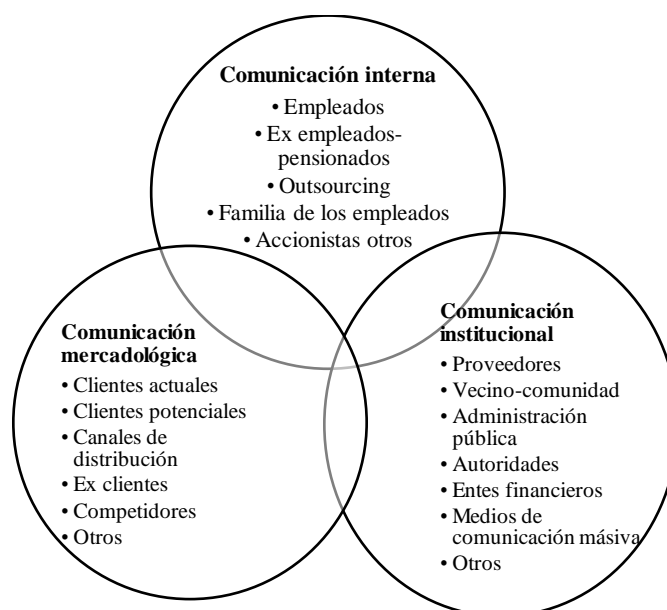 Comunicación interna
• Empleados
• Ex empleados-
pensionados
• Outsourcing
• Familia de los empleados
• Accionistas otros
Comunicación
mercadológica
• Clientes actuales
• Clientes potenciales
• Canales de
distribución
• Ex clientes
• Competidores
• Otros
Comunicación
institucional
• Proveedores
• Vecino-comunidad
• Administración
pública
• Autoridades
• Entes financieros
• Medios de
comunicación másiva
• Otros